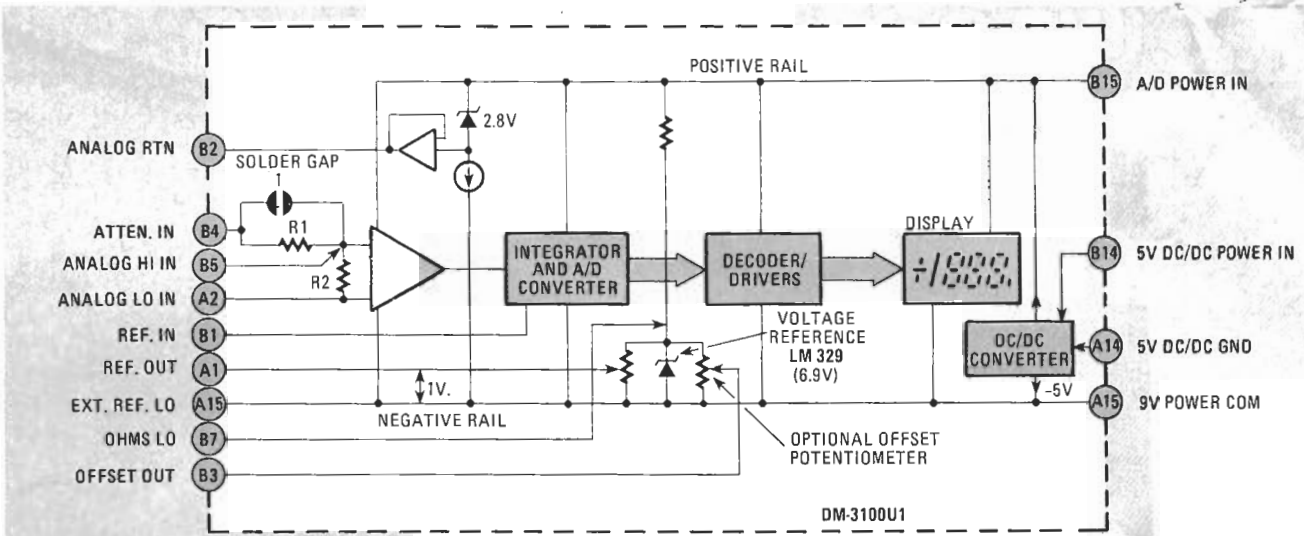 POSITIVE RAIL
B15 A/D POWER IN
2.8V
ANALOG RTN B2
SOLDER GAP
ATTEN. IN B4
R1
DISPLAY
B14 5V DC/DC POWER IN
ANALOG HI IN B5
R2
INTEGRATOR
AND A/D
CONVERTER
DECODER/
DRIVERS
ANALOG LO IN A2
REF. IN B1
VOLTAGE
REFERENCE
LM 329
(6.9V)
DC/DC
CONVERTER
A14 5V DC/DC GND
REF. OUT A1
1V.
-5V
EXT. REF. LO A15
NEGATIVE RAIL
A15 9V POWER COM
OHMS LO B7
OPTIONAL OFFSET
POTENTIOMETER
OFFSET OUT B3
DM-3100U1